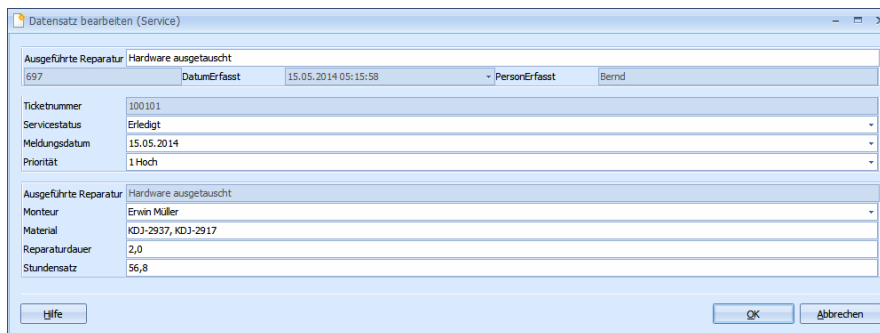 Datensatz bearbeiten (Service)
Ausgeführte Reparatur Hardware ausgetauscht
697 DatumErfasst 15.05.2014 05:15:58 PersonErfasst Bernd
Ticketnummer 100101
Servicestatus Erledigt
Meldungsdatum 15.05.2014
Priorität 1 Hoch
Ausgeführte Reparatur Hardware ausgetauscht
Monteur Erwin Müller
Material KDJ-2937, KDJ-2917
Reparaturdauer 2,0
Stundensatz 56,8
Hilfe OK Abbrechen